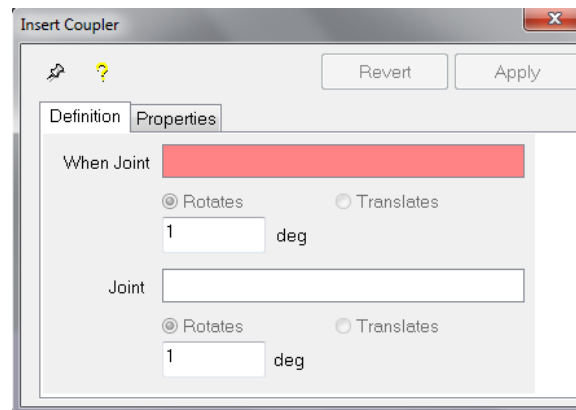 Insert Coupler
?
Revert Apply
Definition Properties
When Joint
Rotates Translates
1 deg
Joint
Rotates Translates
1 deg